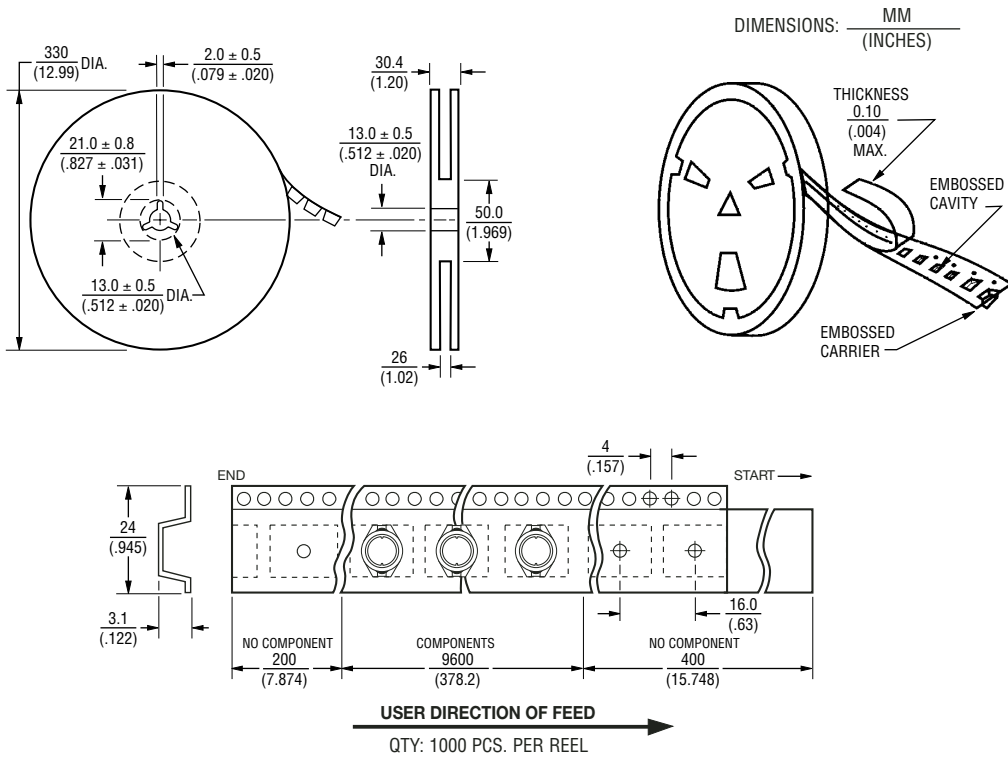 DIMENSIONS: MM
(INCHES)
330
(12.99) DIA.
2.0 ± 0.5
(.079 ± .020)
21.0 ± 0.8
(.827 ± .031)
13.0 ± 0.5
(.512 ± .020) DIA.
30.4
(1.20)
13.0 ± 0.5
(.512 ± .020)
DIA.
50.0
(1.969)
26
(1.02)
THICKNESS
0.10
(.004)
MAX.
EMBOSSED
CAVITY
EMBOSSED
CARRIER
END
4
(.157)
START
24
(.945)
3.1
(.122)
16.0
(.63)
NO COMPONENT
200
(7.874)
COMPONENTS
9600
(378.2)
NO COMPONENT
400
(15.748)
USER DIRECTION OF FEED
QTY: 1000 PCS. PER REEL